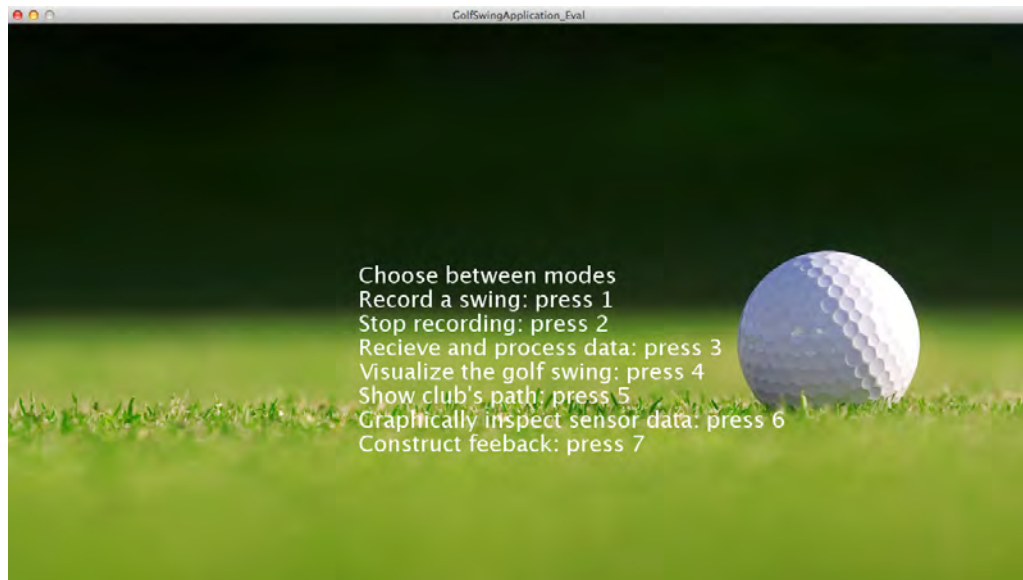 GolfSwingApplication_Eval
Choose between modes
Record a swing: press 1
Stop recording: press 2
Recieve and process data: press 3
Visualize the golf swing: press 4
Show club's path: press 5
Graphically inspect sensor data: press 6
Construct feeback: press 7